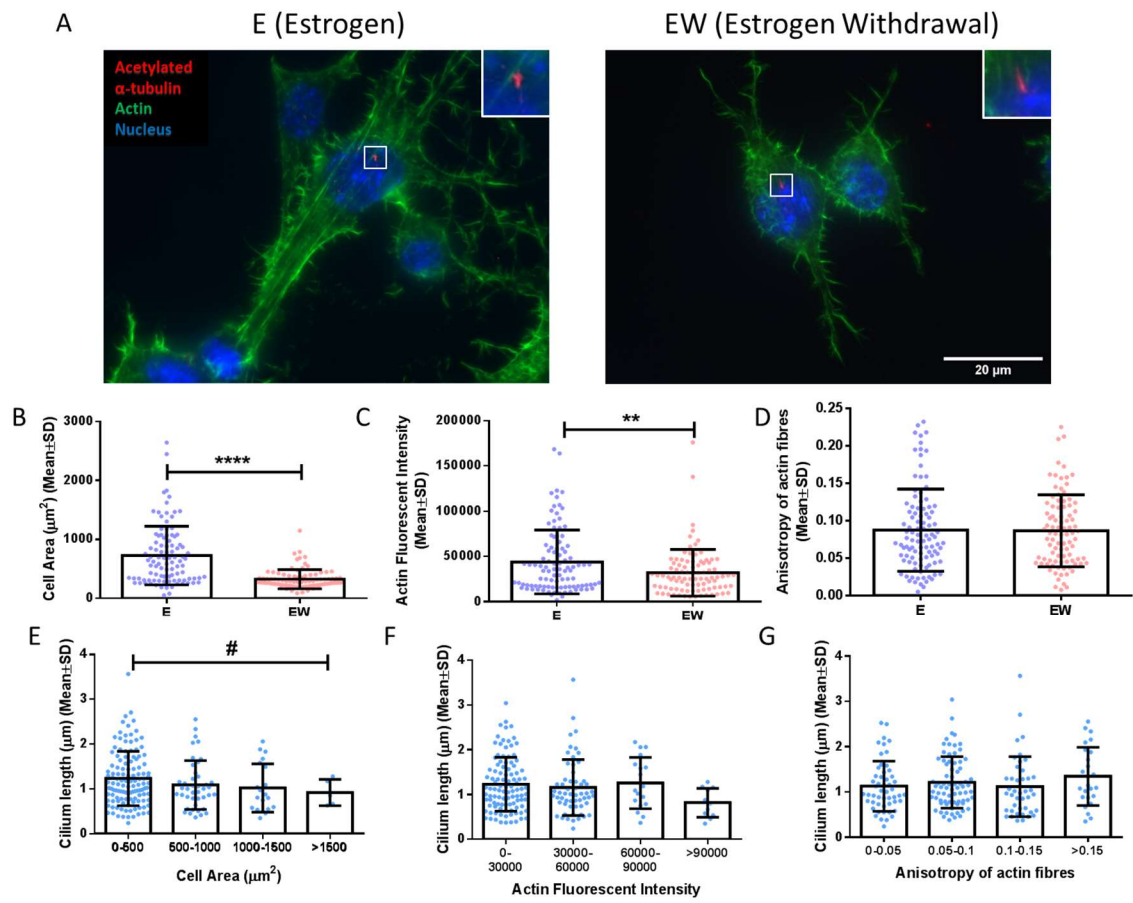 A
E (Estrogen)
EW (Estrogen Withdrawal)
Acetylated
α-tubulin
Actin
Nucleus
20 µm
B
Cell Area (µm²) (Mean±SD)
3000
2000
1000
0
****
E
EW
C
Actin Fluorescent Intensity
(Mean±SD)
200000
150000
100000
50000
0
**
E
EW
D
Anisotropy of actin fibres
(Mean±SD)
0.25
0.20
0.15
0.10
0.05
0.00
E
EW
E
Cilium length (µm) (Mean±SD)
4
3
2
1
0
#
0-500
500-1000
1000-1500
>1500
Cell Area (µm²)
F
Cilium length (µm) (Mean±SD)
4
3
2
1
0
0-
30000
30000-
60000
60000-
90000
>90000
Actin Fluorescent Intensity
G
Cilium length (µm) (Mean±SD)
4
3
2
1
0
0-0.05
0.05-0.1
0.1-0.15
>0.15
Anisotropy of actin fibres